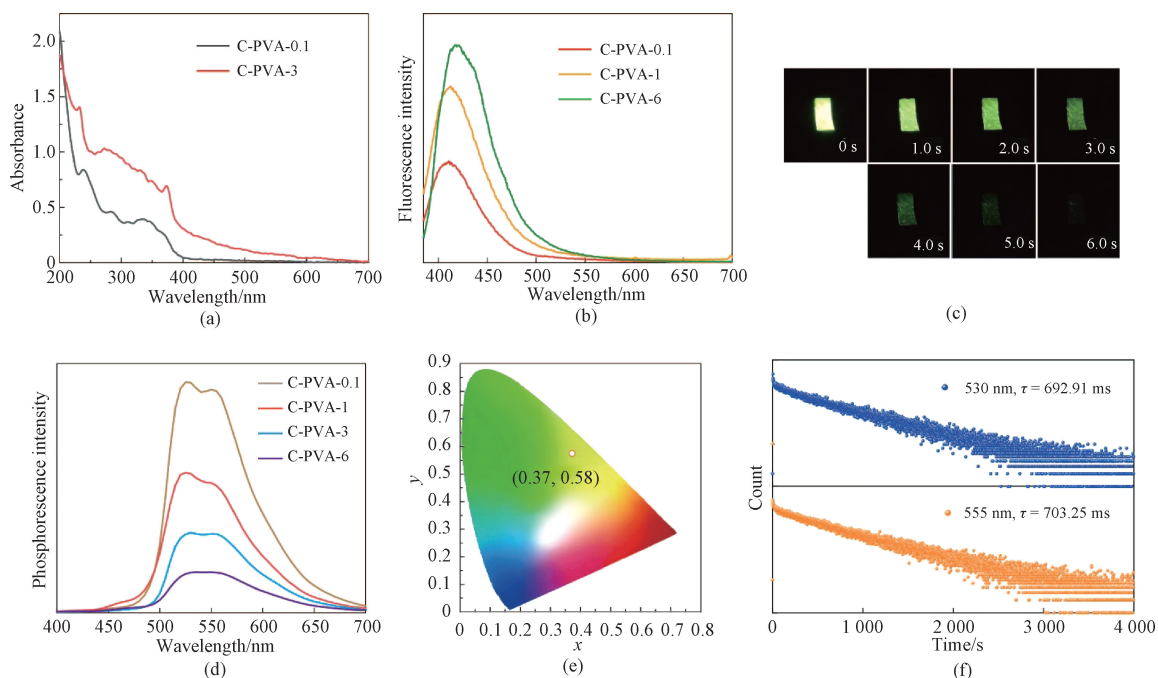 2.0
1.5
1.0
0.5
0
200
300
400
500
600
700
Absorbance
Wavelength/nm
C-PVA-0.1
C-PVA-3
(a)
Fluorescence intensity
C-PVA-0.1
C-PVA-1
C-PVA-6
400
450
500
550
600
650
700
Wavelength/nm
(b)
0 s
1.0 s
2.0 s
3.0 s
4.0 s
5.0 s
6.0 s
(c)
Phosphorescence intensity
C-PVA-0.1
C-PVA-1
C-PVA-3
C-PVA-6
400
450
500
550
600
650
700
Wavelength/nm
(d)
0.9
0.8
0.7
0.6
0.5
0.4
0.3
0.2
0.1
0
y
(0.37, 0.58)
0
0.1
0.2
0.3
0.4
0.5
0.6
0.7
0.8
x
(e)
Count
530 nm, τ = 692.91 ms
555 nm, τ = 703.25 ms
0
1 000
2 000
3 000
4 000
Time/s
(f)